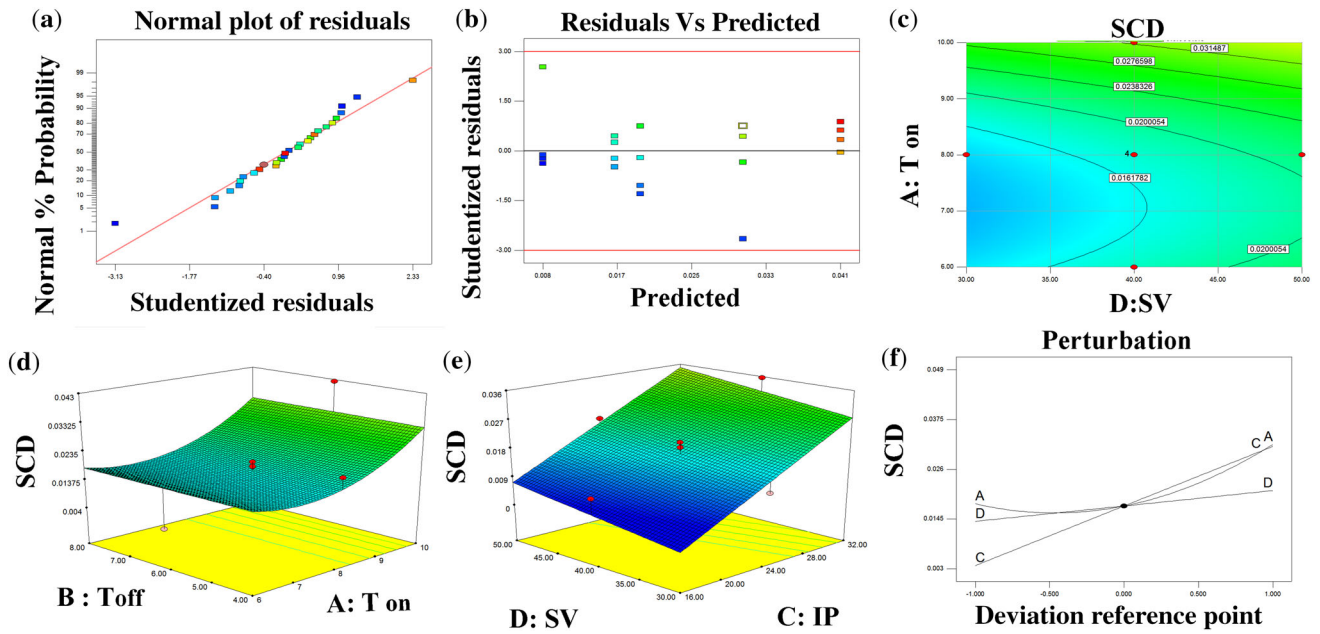 (a)
Normal plot of residuals
Normal % Probability
99
95
90
80
70
50
30
20
10
5
1
-3.13
-1.77
-0.40
0.96
2.33
Studentized residuals
(b)
Residuals Vs Predicted
Studentized residuals
3.00
1.50
0.00
-1.50
-3.00
0.008
0.017
0.025
0.033
0.041
Predicted
(c)
SCD
A: T on
10.00
9.00
8.00
7.00
6.00
0.031487
0.0276598
0.0238326
0.0200054
4
0.0161782
0.0200054
30.00
35.00
40.00
45.00
50.00
D:SV
(d)
SCD
0.043
0.03325
0.0235
0.01375
0.004
8.00
7.00
6.00
5.00
4.00
6
7
8
9
10
B : Toff
A: T on
(e)
SCD
0.036
0.027
0.018
0.009
0
50.00
45.00
40.00
35.00
30.00
16.00
20.00
24.00
28.00
32.00
D: SV
C: IP
(f)
Perturbation
SCD
0.049
0.0375
0.026
0.0145
0.003
A
D
C
C
A
D
-1.000
-0.500
0.000
0.500
1.000
Deviation reference point